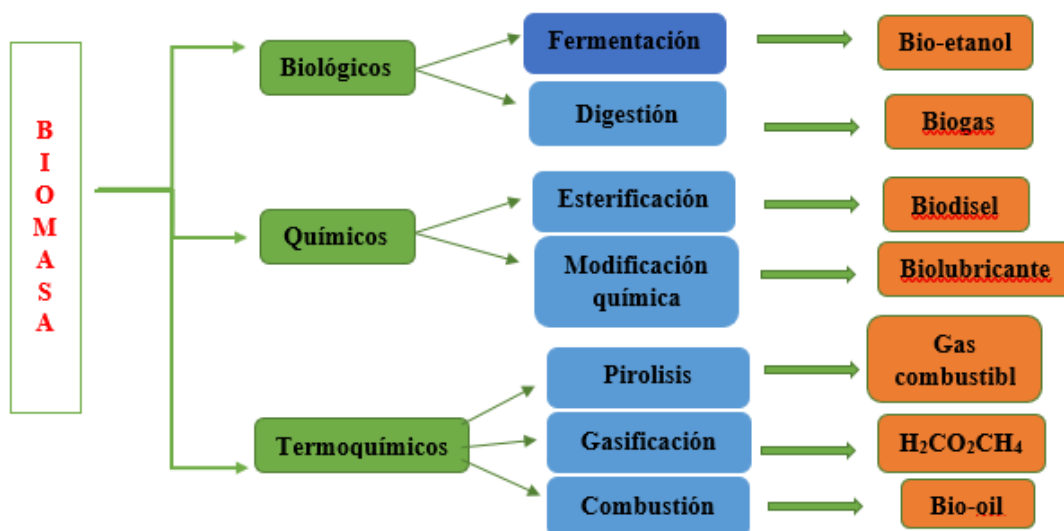 BIOMASA
Biológicos
Fermentación
Bio-etanol
Digestión
Biogas
Químicos
Esterificación
Biodisel
Modificación
química
Biolubricante
Termoquímicos
Pirolisis
Gas
combustibl
Gasificación
H₂CO₂CH₄
Combustión
Bio-oil